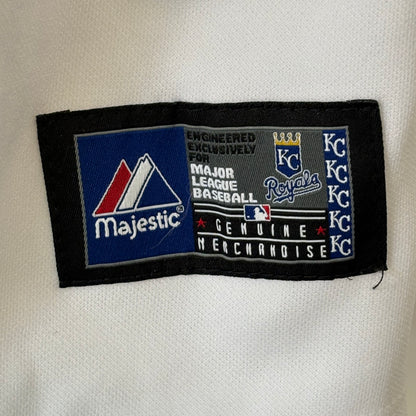 Majestic
ENGINEERED
EXCLUSIVELY
FOR
MAJOR
LEAGUE
BASEBALL
KC
Royals
GENUINE
MERCHANDISE
KC
KC
KC
KC
KC